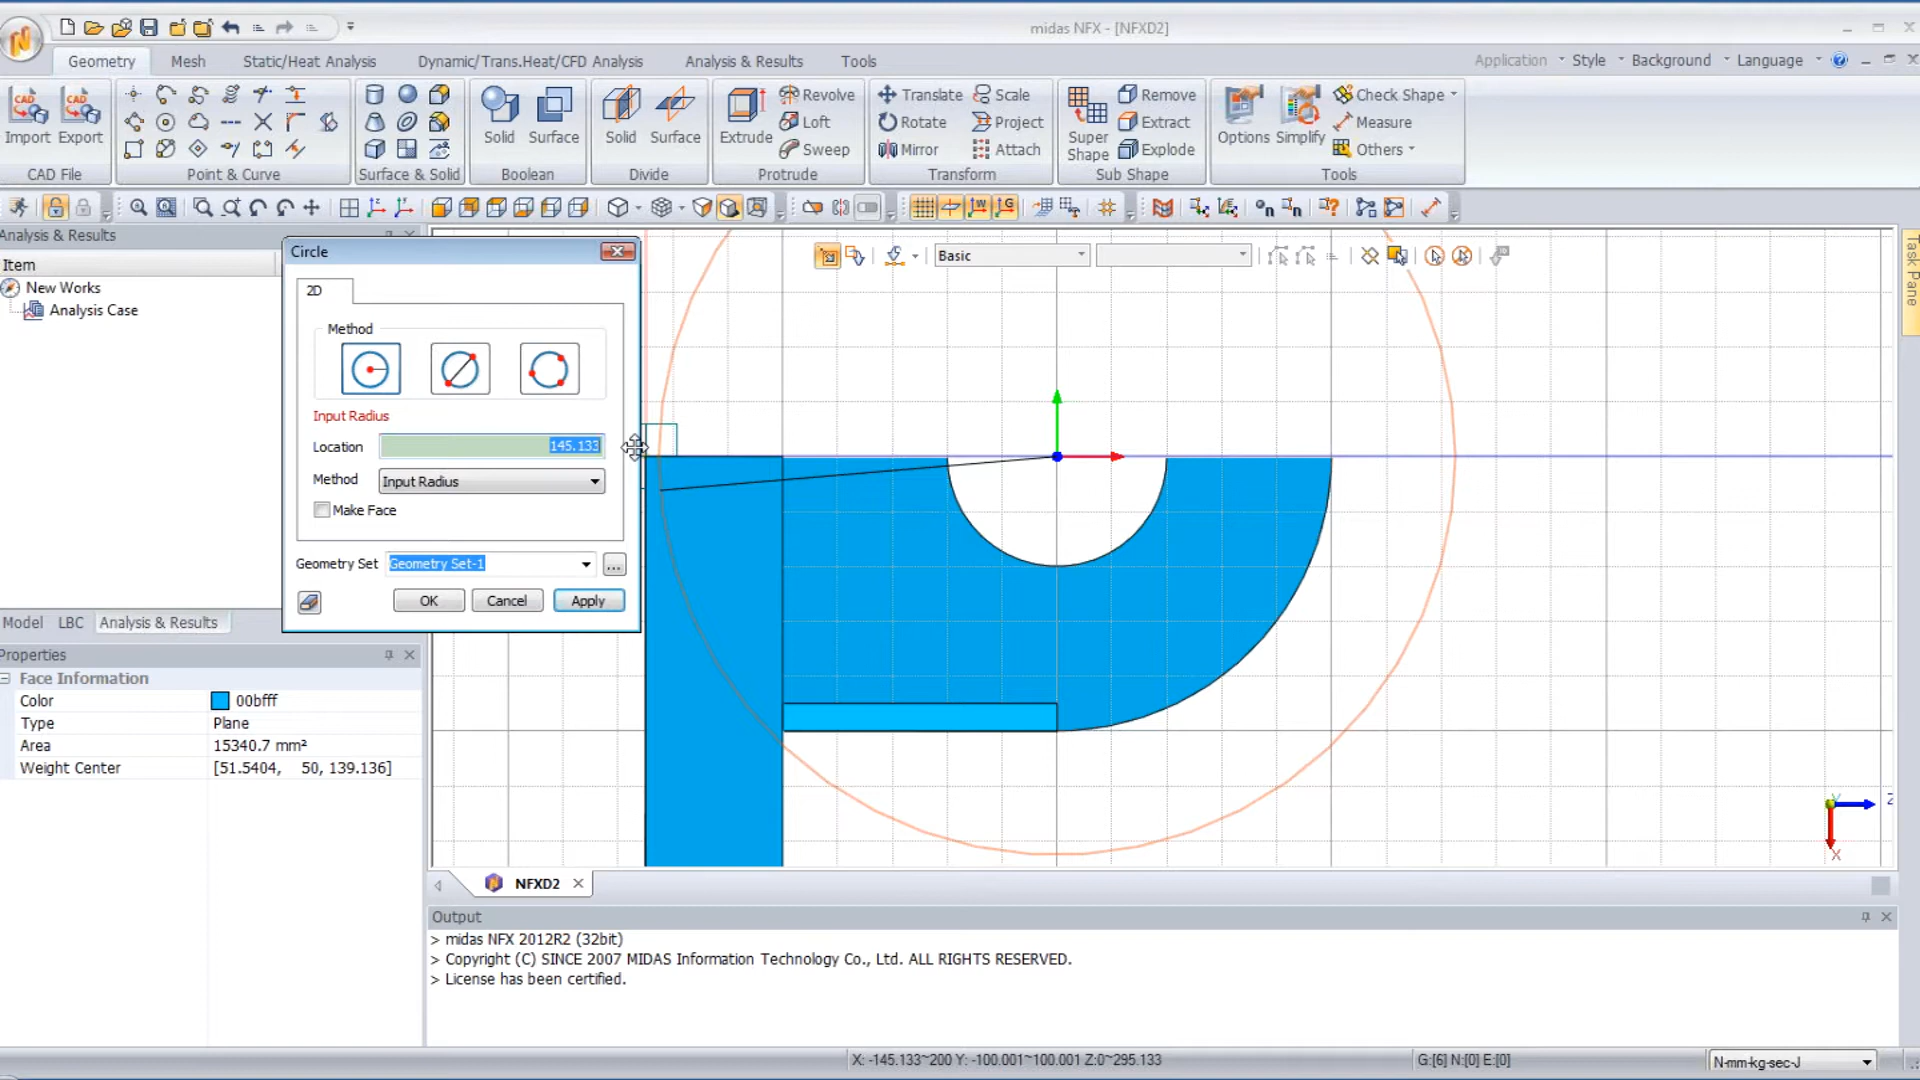 midas NFX - [NFXD2]
Geometry Mesh Static/Heat Analysis Dynamic/Trans.Heat/CFD Analysis Analysis & Results Tools Application Style Background Language
Import Export
CAD File
Point & Curve
Surface & Solid
Solid Surface
Boolean
Solid Surface
Divide
Extrude Revolve Loft Sweep
Protrude
Translate Scale
Rotate Project
Mirror Attach
Transform
Super Shape
Remove
Extract
Explode
Sub Shape
Options Simplify
Check Shape
Measure
Others
Tools
Analysis & Results
Item
New Works
Analysis Case
Circle
2D
Method
Input Radius
Location 145.133
Method Input Radius
Make Face
Geometry Set Geometry Set-1 ...
OK Cancel Apply
Basic
Task Pane
Model LBC Analysis & Results
Properties
Face Information
Color 00bfff
Type Plane
Area 15340.7 mm²
Weight Center [51.5404, 50, 139.136]
Y
Z
X
NFXD2
Output
> midas NFX 2012R2 (32bit)
> Copyright (C) SINCE 2007 MIDAS Information Technology Co., Ltd. ALL RIGHTS RESERVED.
> License has been certified.
X: -145.133~200 Y: -100.001~100.001 Z:0~295.133
G:[6] N:[0] E:[0]
N-mm-kg-sec-J